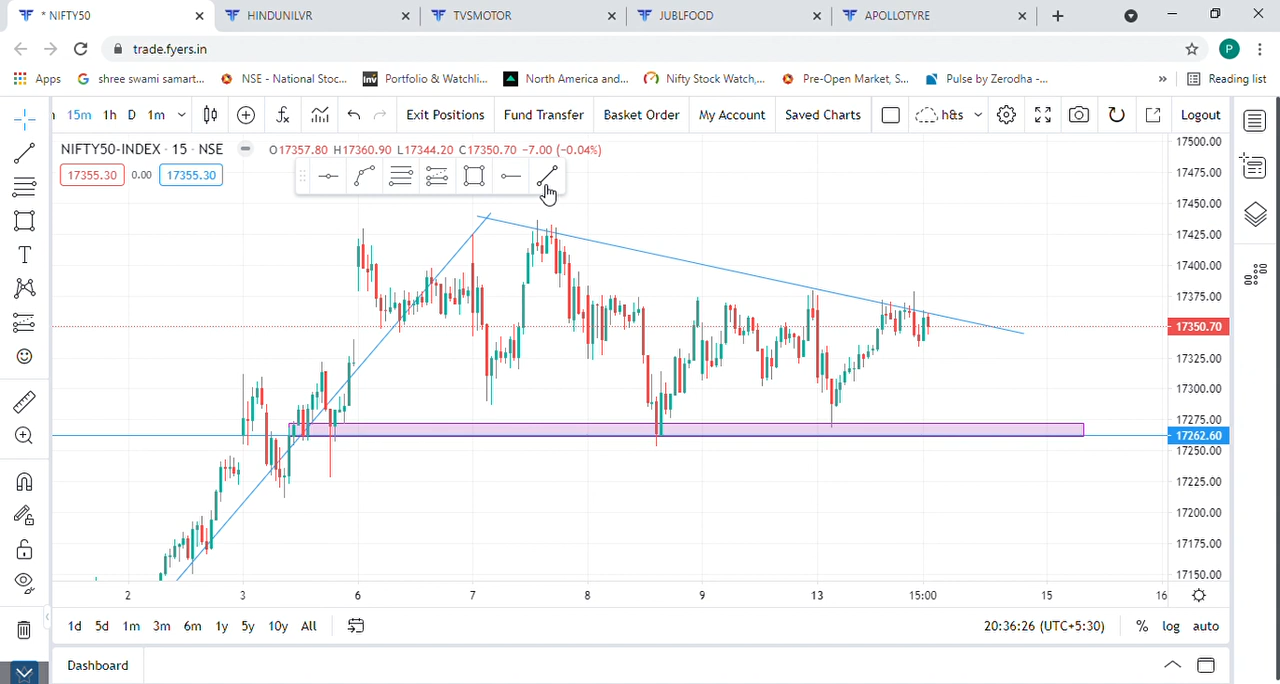 * NIFTY50
HINDUNILVR
TVSMOTOR
JUBLFOOD
APOLLOTYRE
trade.fyers.in
P
Apps
shree swami samart...
NSE - National Stoc...
Inv
Portfolio & Watchli...
North America and...
Nifty Stock Watch,...
Pre-Open Market, S...
Pulse by Zerodha -...
»
Reading list
15m 1h D 1m
Exit Positions
Fund Transfer
Basket Order
My Account
Saved Charts
h&s
Logout
NIFTY50-INDEX · 15 · NSE
O17357.80 H17360.90 L17344.20 C17350.70 -7.00 (-0.04%)
17355.30 0.00 17355.30
17500.00
17475.00
17450.00
17425.00
17400.00
17375.00
17350.70
17325.00
17300.00
17275.00
17262.60
17250.00
17225.00
17200.00
17175.00
17150.00
2 3 6 7 8 9 13 15:00 15 16
1d 5d 1m 3m 6m 1y 5y 10y All
20:36:26 (UTC+5:30)
% log auto
Dashboard